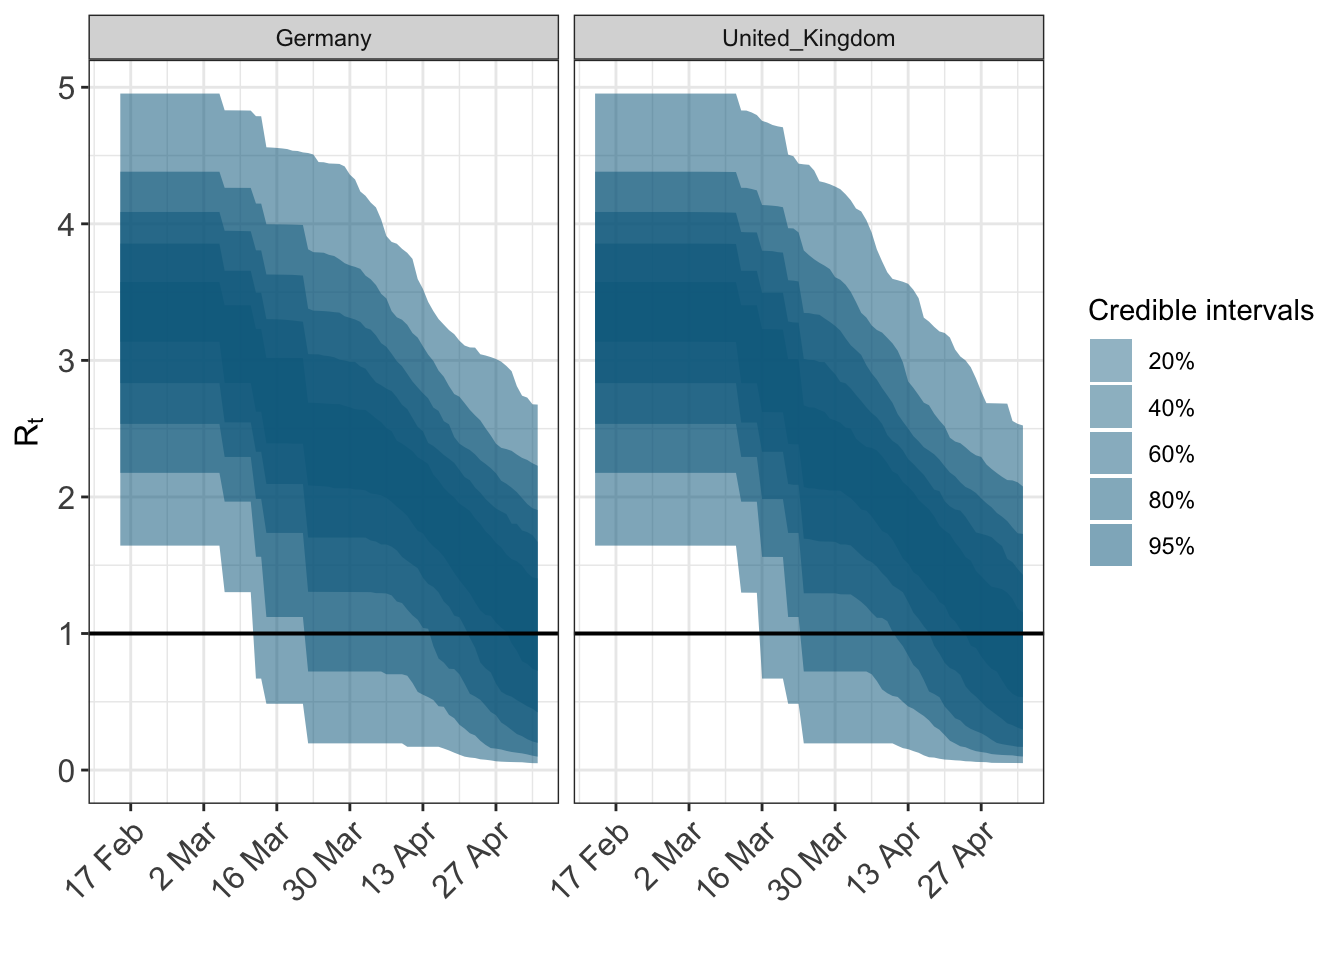 Germany
United_Kingdom
5
4
3
2
1
0
Rt
17 Feb
2 Mar
16 Mar
30 Mar
13 Apr
27 Apr
17 Feb
2 Mar
16 Mar
30 Mar
13 Apr
27 Apr
Credible intervals
20%
40%
60%
80%
95%